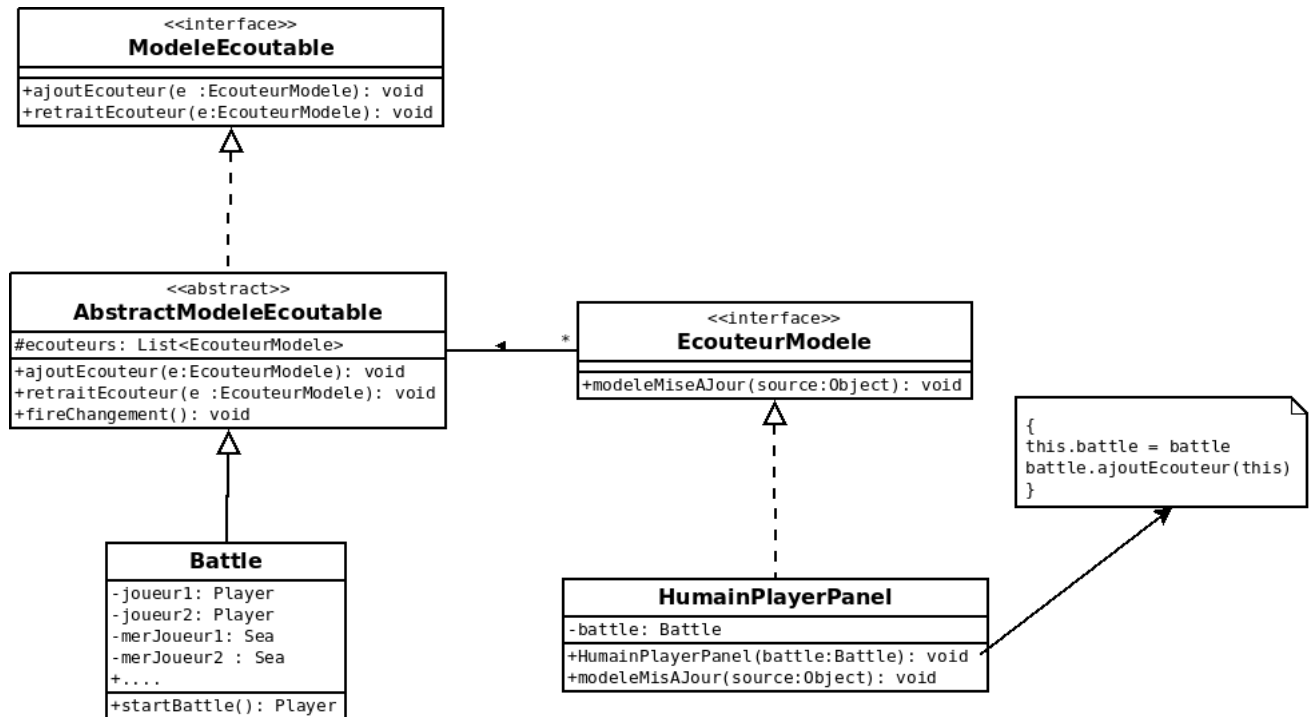 <<interface>>
ModeleEcoutable
+ajoutEcouteur(e :EcouteurModele): void
+retraitEcouteur(e:EcouteurModele): void
<<abstract>>
AbstractModeleEcoutable
#ecouteurs: List<EcouteurModele>
+ajoutEcouteur(e:EcouteurModele): void
+retraitEcouteur(e :EcouteurModele): void
+fireChangement(): void
*
<<interface>>
EcouteurModele
+modeleMiseAJour(source:Object): void
{
this.battle = battle
battle.ajoutEcouteur(this)
}
Battle
-joueur1: Player
-joueur2: Player
-merJoueur1: Sea
-merJoueur2 : Sea
+....
+startBattle(): Player
HumainPlayerPanel
-battle: Battle
+HumainPlayerPanel(battle:Battle): void
+modeleMisAJour(source:Object): void